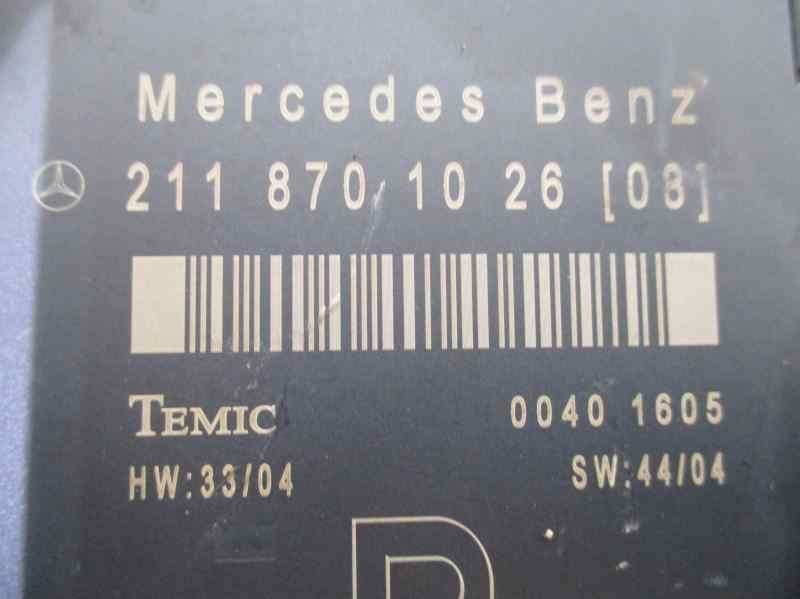 Mercedes Benz
211 870 10 26 [08]
TEMIC 0040 1605
HW:33/04 SW:44/04